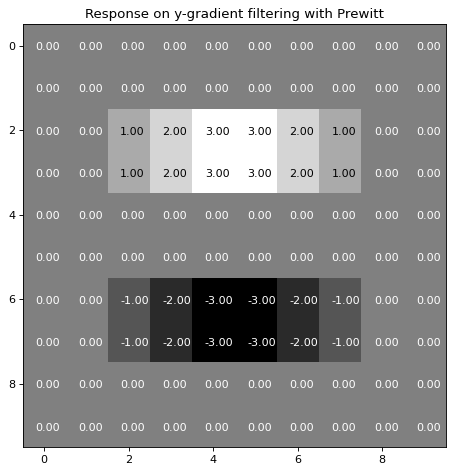 Response on y-gradient filtering with Prewitt
0 0.00 0.00 0.00 0.00 0.00 0.00 0.00 0.00 0.00 0.00
0.00 0.00 0.00 0.00 0.00 0.00 0.00 0.00 0.00 0.00
2 0.00 0.00 1.00 2.00 3.00 3.00 2.00 1.00 0.00 0.00
0.00 0.00 1.00 2.00 3.00 3.00 2.00 1.00 0.00 0.00
4 0.00 0.00 0.00 0.00 0.00 0.00 0.00 0.00 0.00 0.00
0.00 0.00 0.00 0.00 0.00 0.00 0.00 0.00 0.00 0.00
6 0.00 0.00 -1.00 -2.00 -3.00 -3.00 -2.00 -1.00 0.00 0.00
0.00 0.00 -1.00 -2.00 -3.00 -3.00 -2.00 -1.00 0.00 0.00
8 0.00 0.00 0.00 0.00 0.00 0.00 0.00 0.00 0.00 0.00
0.00 0.00 0.00 0.00 0.00 0.00 0.00 0.00 0.00 0.00
0 2 4 6 8